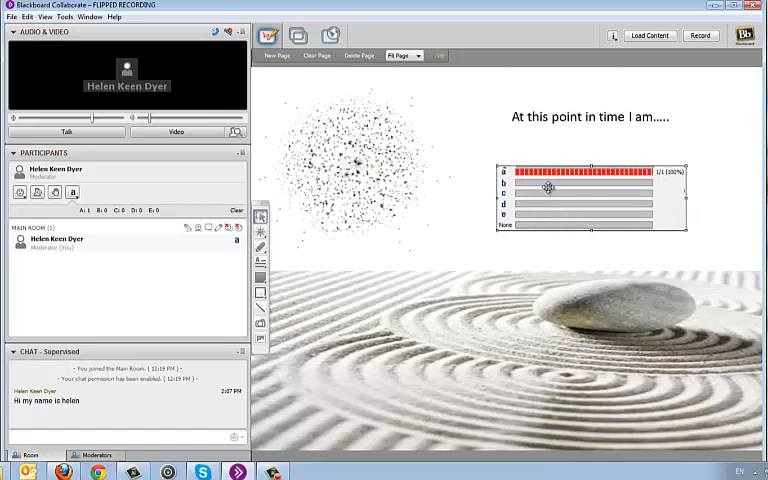 Blackboard Collaborate – FLIPPED RECORDING
File Edit View Tools Window Help
AUDIO & VIDEO
Helen Keen Dyer
Talk Video
PARTICIPANTS
Helen Keen Dyer
Moderator
a
A: 1 B: 0 C: 0 D: 0 E: 0 Clear
MAIN ROOM (1)
Helen Keen Dyer a
Moderator (You)
CHAT - Supervised
- You joined the Main Room. ( 12:19 PM ) -
- Your chat permission has been enabled. ( 12:19 PM ) -
Helen Keen Dyer 2:07 PM
Hi my name is helen
Room Moderators
Load Content Record Bb
Blackboard
New Page Clear Page Delete Page Fit Page
At this point in time I am.....
a 1/1 (100%)
b
c
d
e
None
A
EN